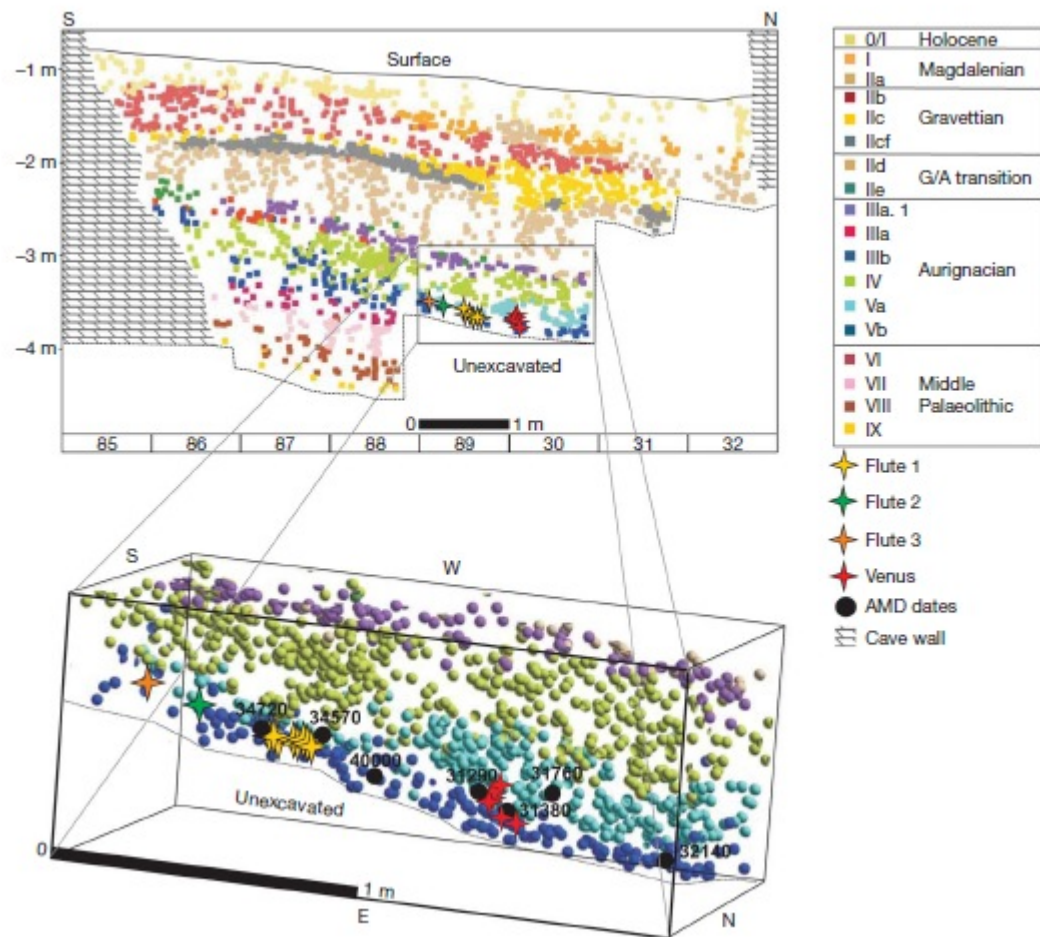 S N
Surface
−1 m
−2 m
−3 m
−4 m
Unexcavated
0 1 m
85 86 87 88 89 30 31 32
0/I Holocene
I
Magdalenian
IIa
IIb
IIc Gravettian
IIcf
IId
G/A transition
IIe
IIIa. 1
IIIa
IIIb
Aurignacian
IV
Va
Vb
VI
VII Middle
VIII Palaeolithic
IX
Flute 1
Flute 2
Flute 3
Venus
AMD dates
Cave wall
S
W
34720
34570
40000
31290
31760
31380
32140
Unexcavated
0
1 m
E
N